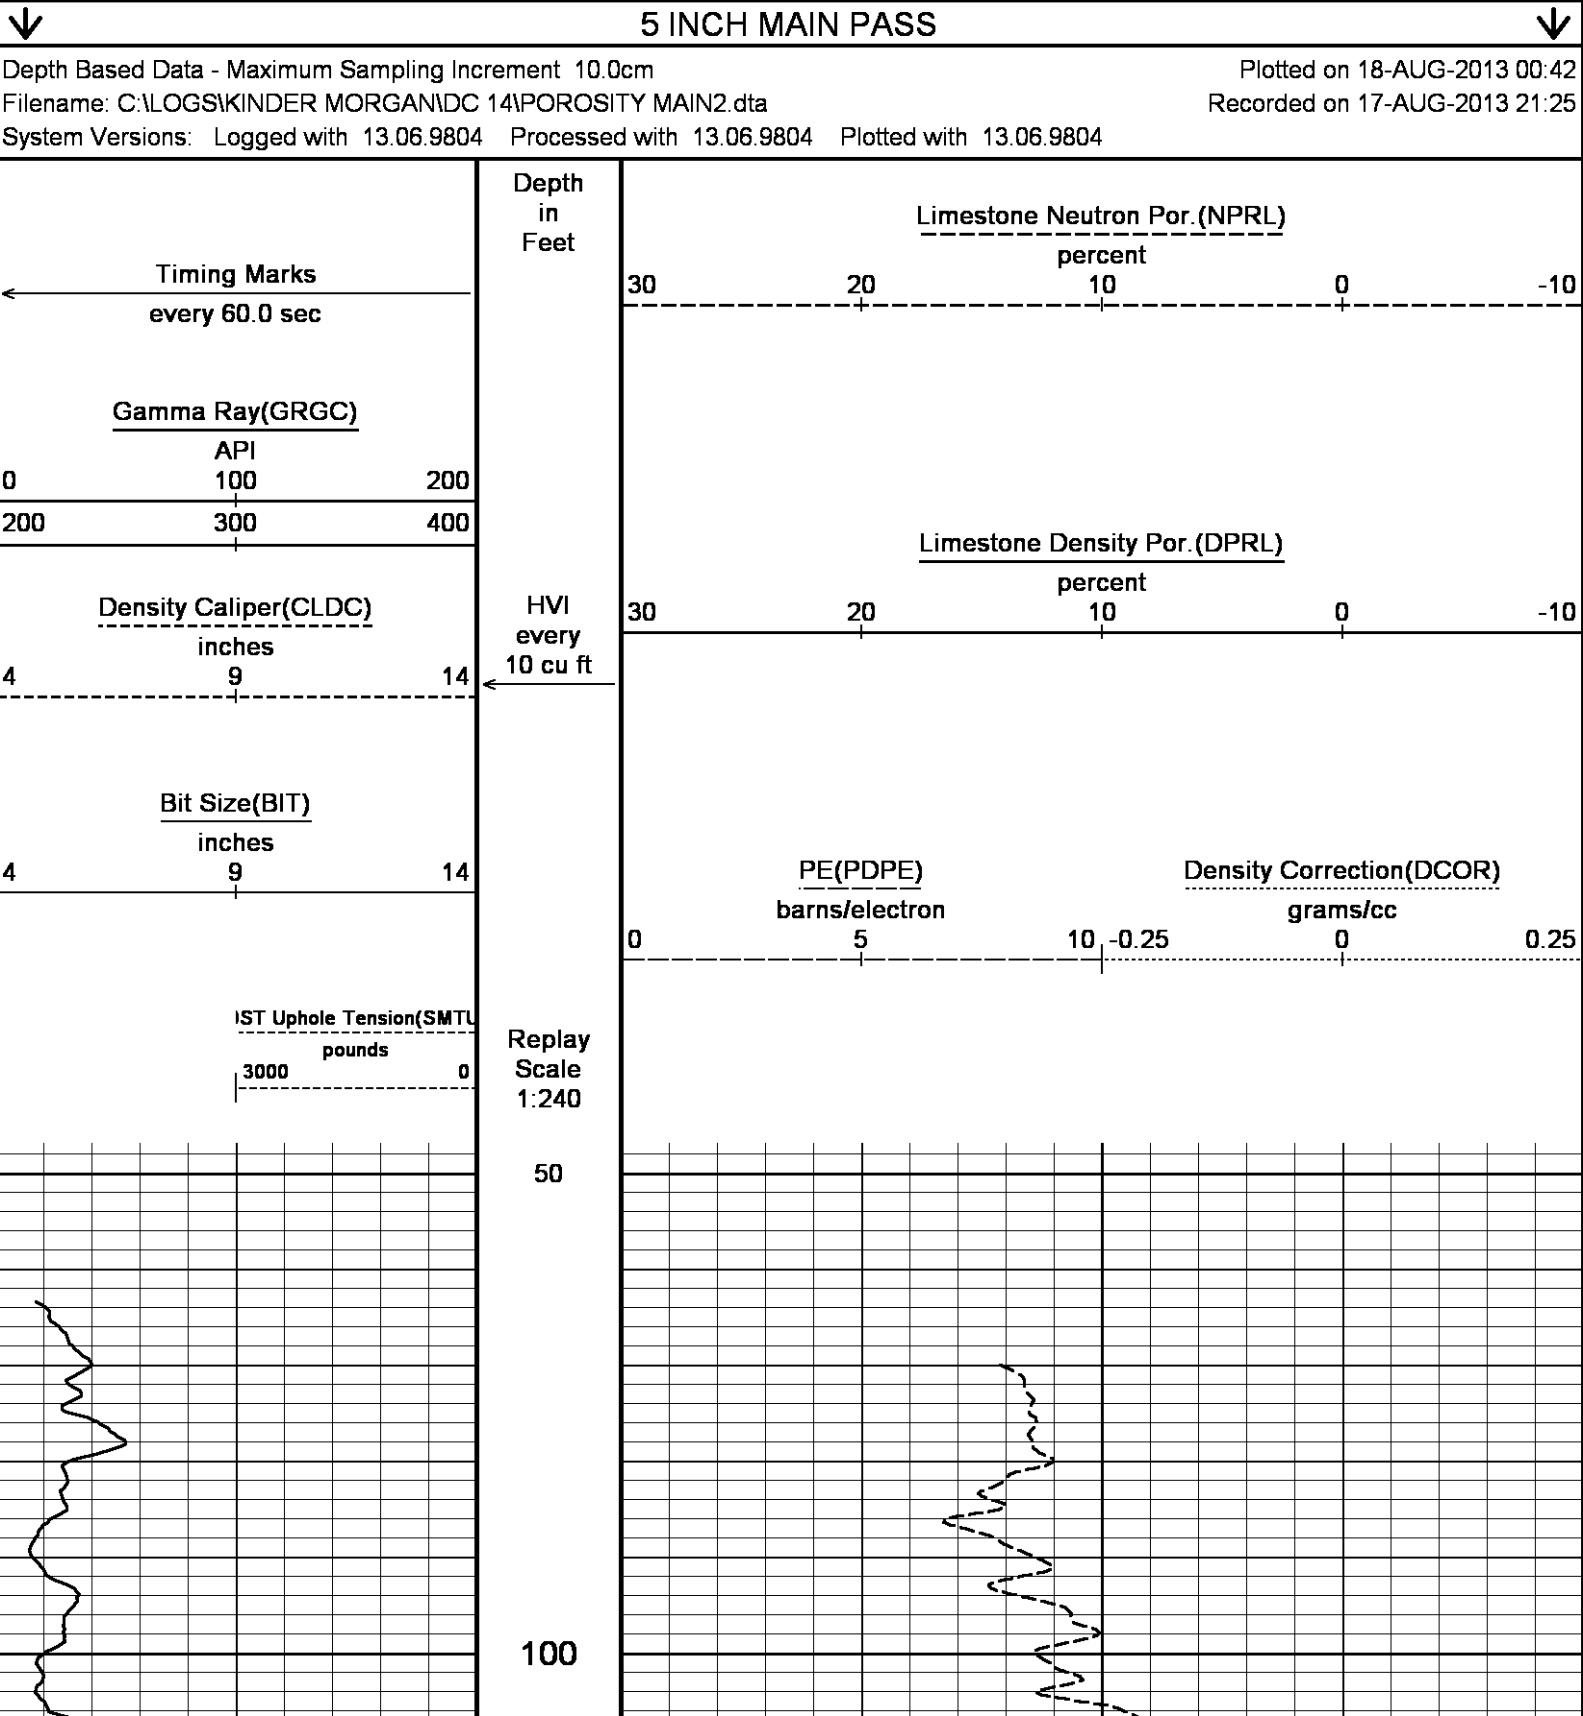 5 INCH MAIN PASS
Depth Based Data - Maximum Sampling Increment 10.0cm
Plotted on 18-AUG-2013 00:42
Filename: C:\LOGS\KINDER MORGAN\DC 14\POROSITY MAIN2.dta
Recorded on 17-AUG-2013 21:25
System Versions: Logged with 13.06.9804 Processed with 13.06.9804 Plotted with 13.06.9804
Timing Marks
every 60.0 sec
Gamma Ray(GRGC)
API
0 100 200
200 300 400
Density Caliper(CLDC)
inches
4 9 14
Bit Size(BIT)
inches
4 9 14
Uphole Tension(SMTU
pounds
3000 0
Depth
in
Feet
HVI
every
10 cu ft
Replay
Scale
1:240
Limestone Neutron Por.(NPRL)
percent
30 20 10 0 -10
Limestone Density Por.(DPRL)
percent
30 20 10 0 -10
PE(PDPE)
barns/electron
0 5 10
Density Correction(DCOR)
grams/cc
-0.25 0 0.25
50
100